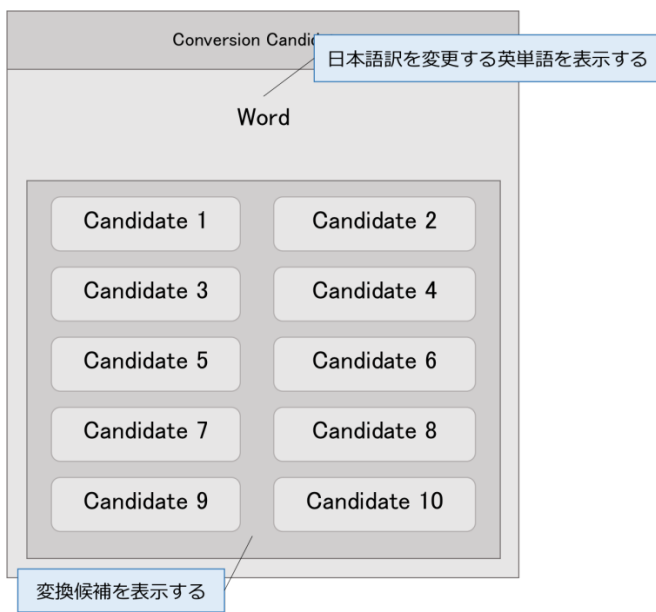 Conversion Candid
日本語訳を変更する英単語を表示する
Word
Candidate 1
Candidate 2
Candidate 3
Candidate 4
Candidate 5
Candidate 6
Candidate 7
Candidate 8
Candidate 9
Candidate 10
変換候補を表示する